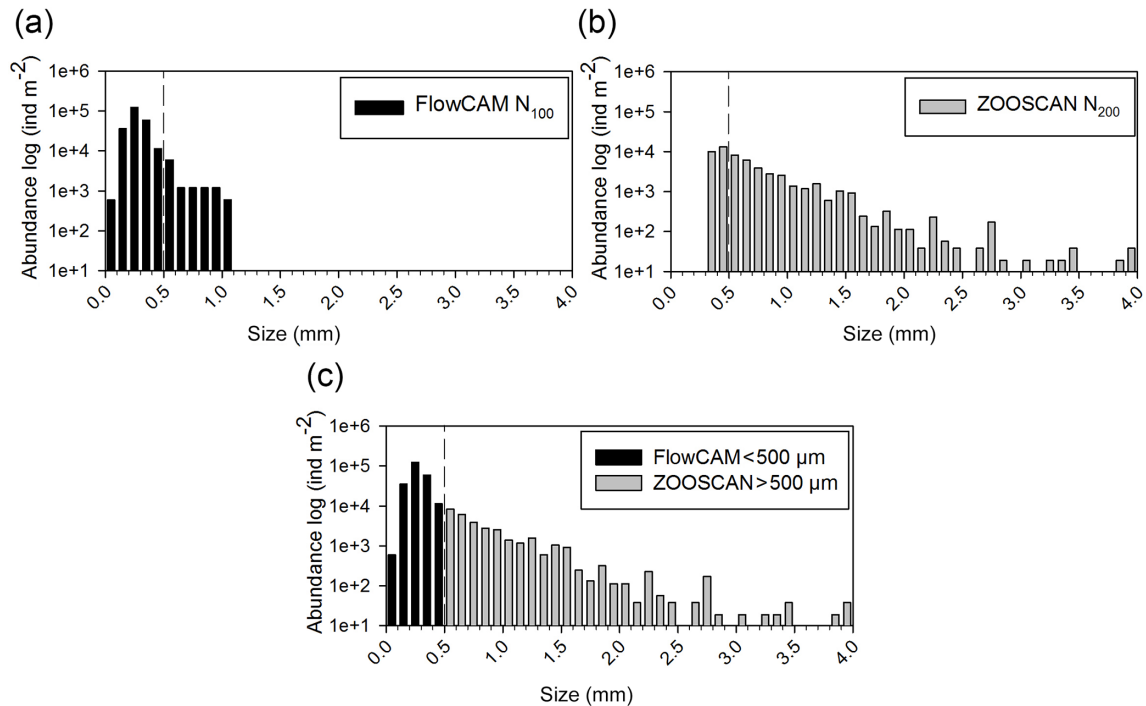 (a)
Abundance log (ind m⁻²)
1e+6
1e+5
1e+4
1e+3
1e+2
1e+1
FlowCAM N₁₀₀
0.0 0.5 1.0 1.5 2.0 2.5 3.0 3.5 4.0
Size (mm)
(b)
Abundance log (ind m⁻²)
1e+6
1e+5
1e+4
1e+3
1e+2
1e+1
ZOOSCAN N₂₀₀
0.0 0.5 1.0 1.5 2.0 2.5 3.0 3.5 4.0
Size (mm)
(c)
Abundance log (ind m⁻²)
1e+6
1e+5
1e+4
1e+3
1e+2
1e+1
FlowCAM<500 µm
ZOOSCAN>500 µm
0.0 0.5 1.0 1.5 2.0 2.5 3.0 3.5 4.0
Size (mm)